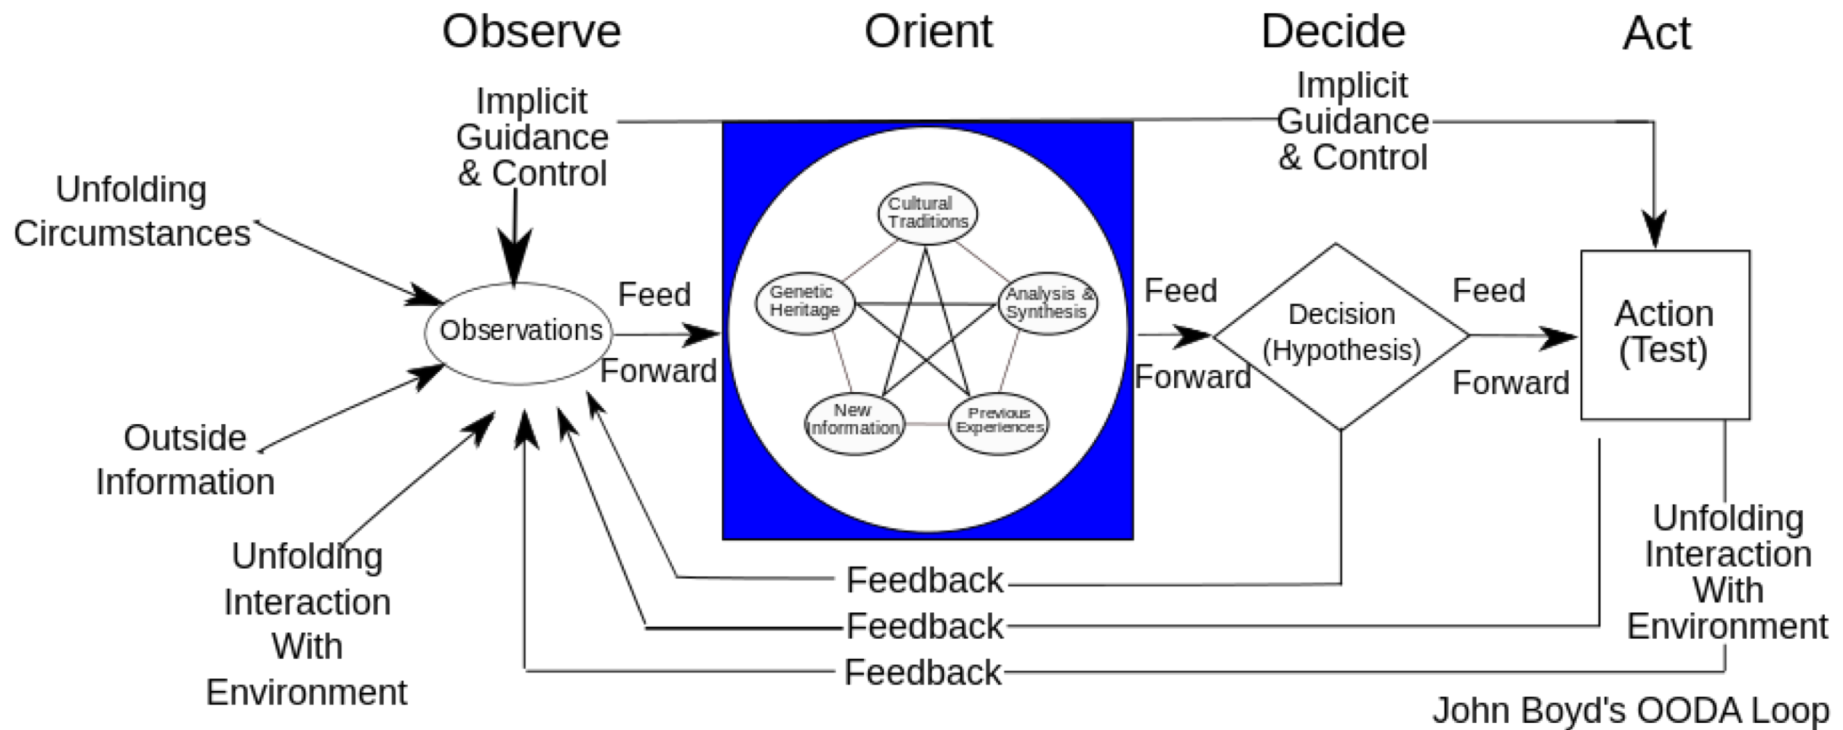 Observe
Orient
Decide
Act
Implicit
Guidance
& Control
Implicit
Guidance
& Control
Unfolding
Circumstances
Observations
Outside
Information
Unfolding
Interaction
With
Environment
Feed
Forward
Cultural
Traditions
Genetic
Heritage
Analysis &
Synthesis
New
Information
Previous
Experiences
Feed
Forward
Decision
(Hypothesis)
Feed
Forward
Action
(Test)
Unfolding
Interaction
With
Environment
Feedback
Feedback
Feedback
John Boyd's OODA Loop